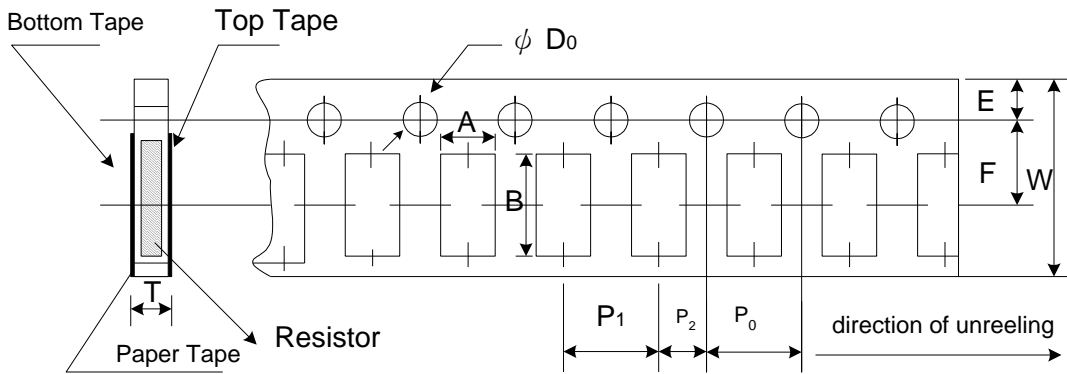 Bottom Tape
Top Tape
ϕ D0
E
A
F
W
B
T
P1
P2
P0
Resistor
direction of unreeling
Paper Tape